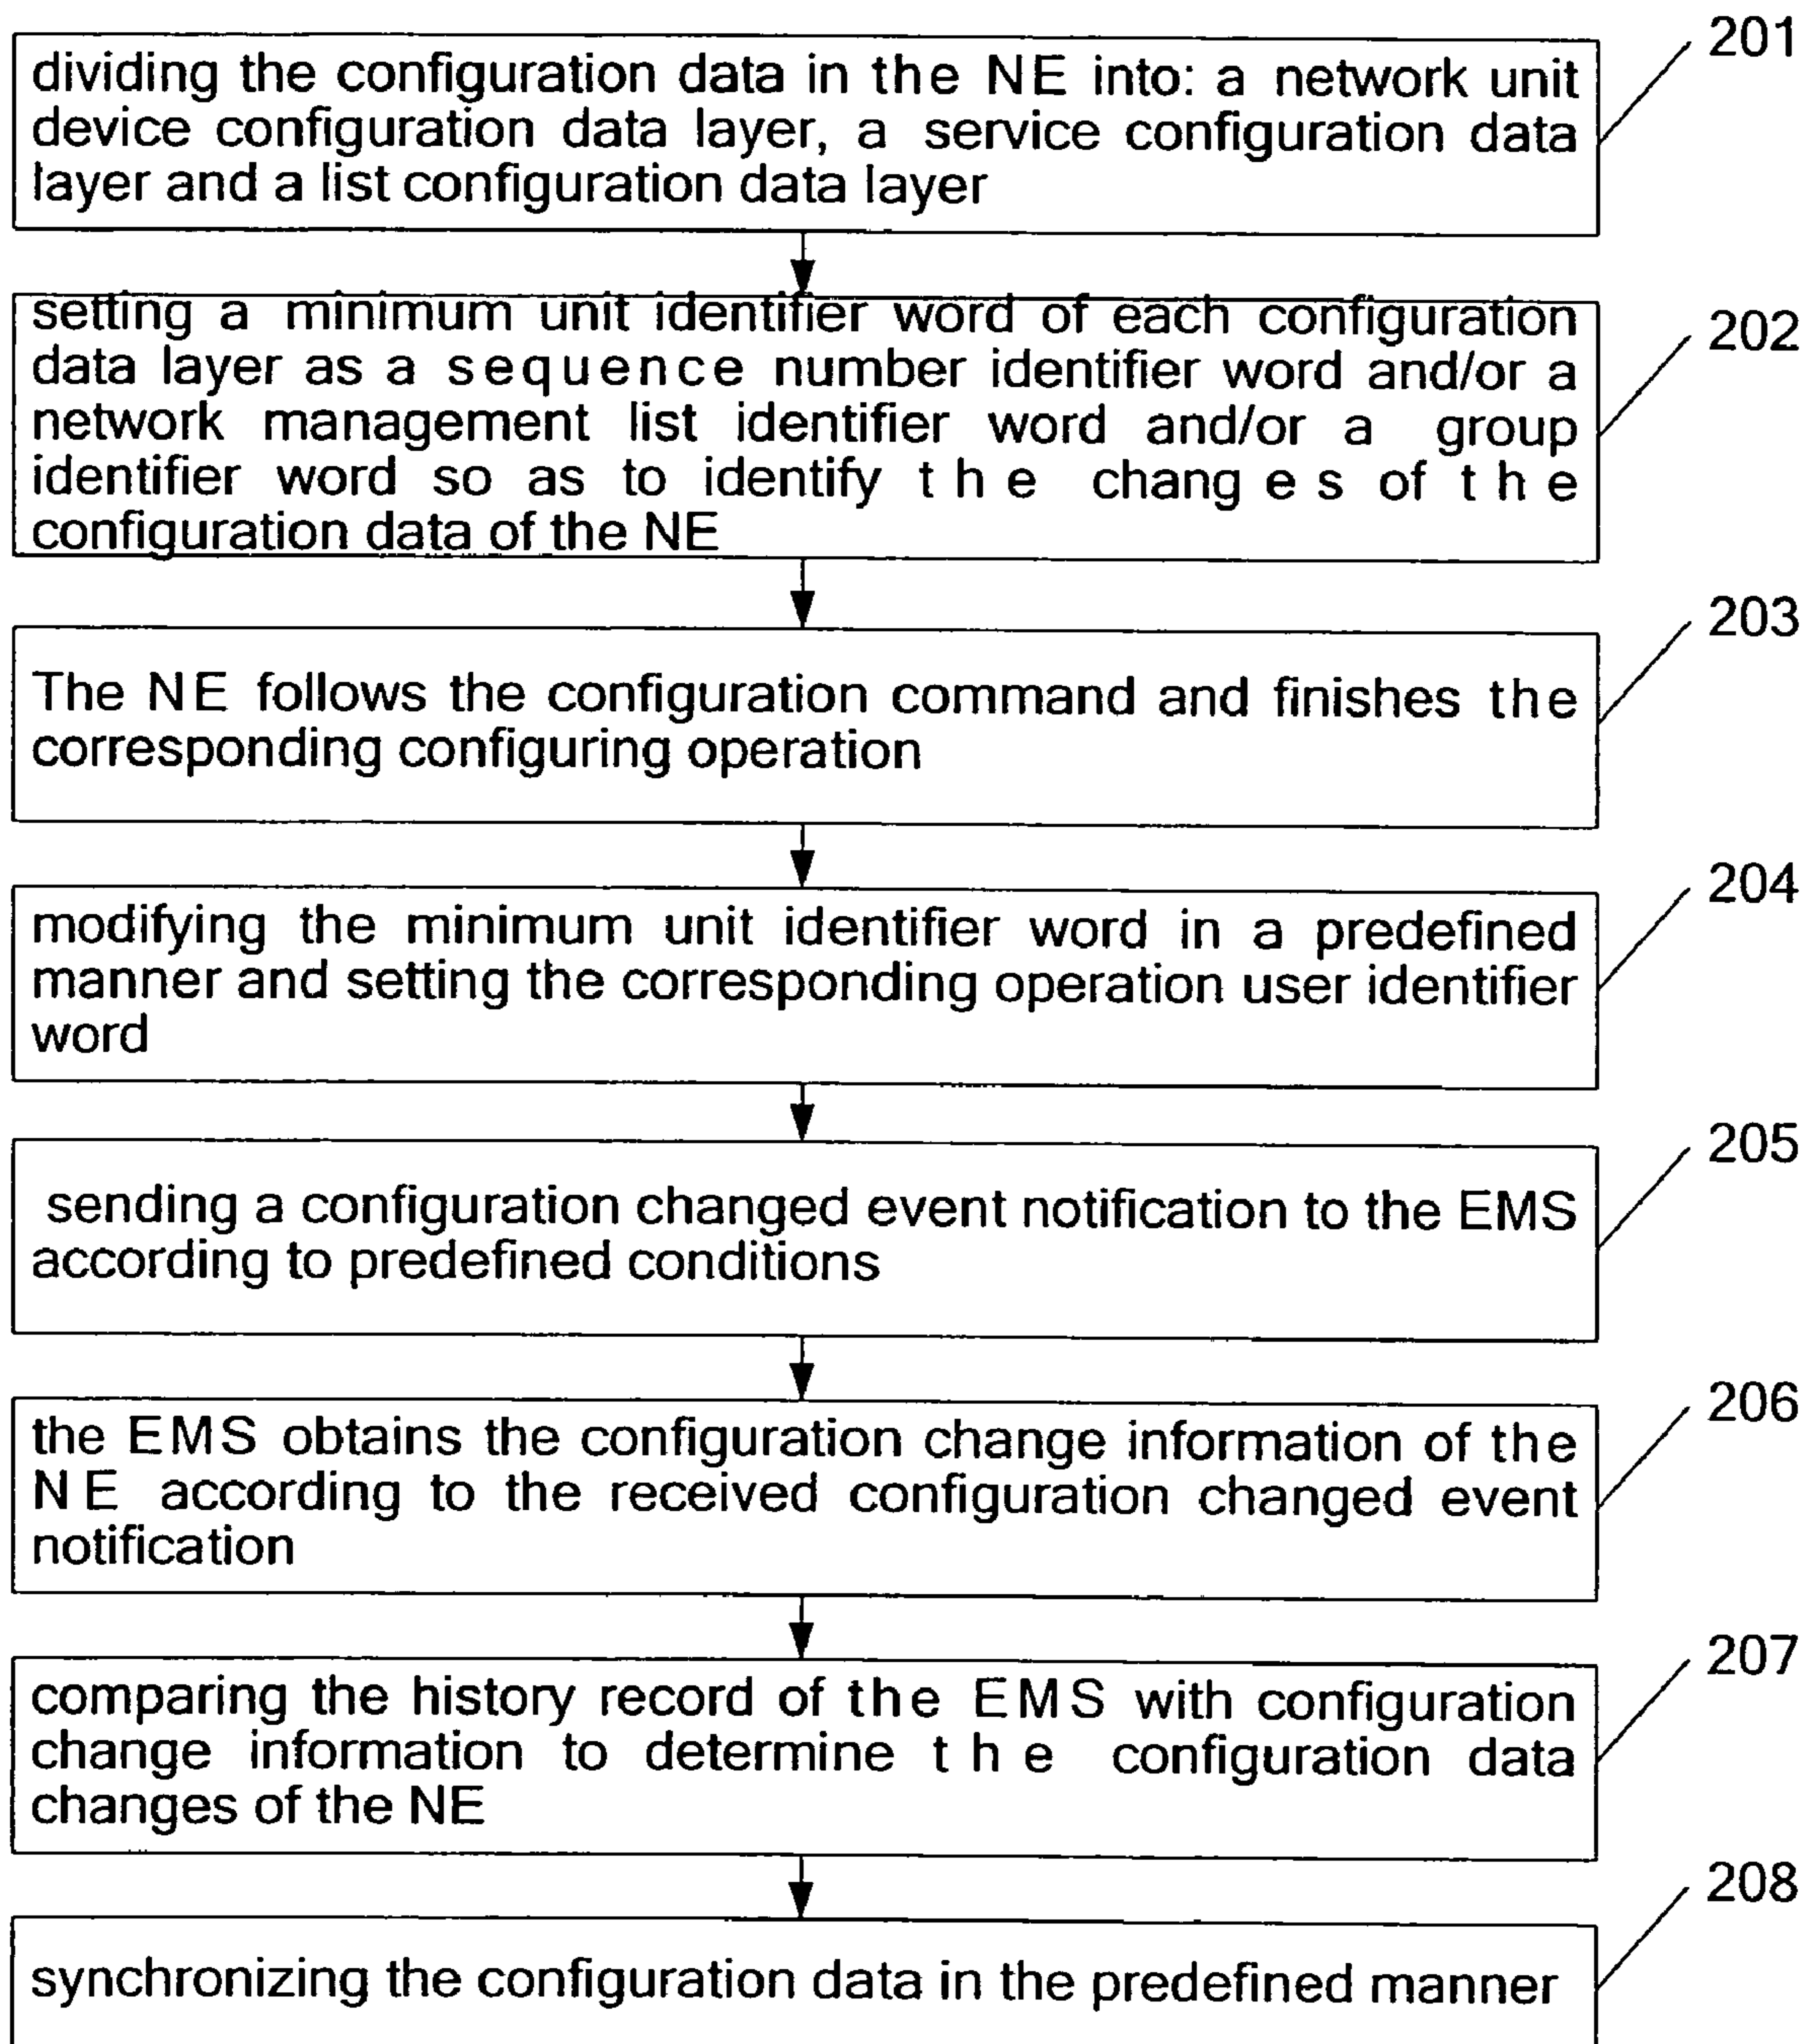 201
dividing the configuration data in the NE into: a network unit
device configuration data layer, a service configuration data
layer and a list configuration data layer
202
setting a minimum unit identifier word of each configuration
data layer as a sequence number identifier word and/or a
network management list identifier word and/or a group
identifier word so as to identify the changes of the
configuration data of the NE
203
The NE follows the configuration command and finishes the
corresponding configuring operation
204
modifying the minimum unit identifier word in a predefined
manner and setting the corresponding operation user identifier
word
205
sending a configuration changed event notification to the EMS
according to predefined conditions
206
the EMS obtains the configuration change information of the
NE according to the received configuration changed event
notification
207
comparing the history record of the EMS with configuration
change information to determine the configuration data
changes of the NE
208
synchronizing the configuration data in the predefined manner